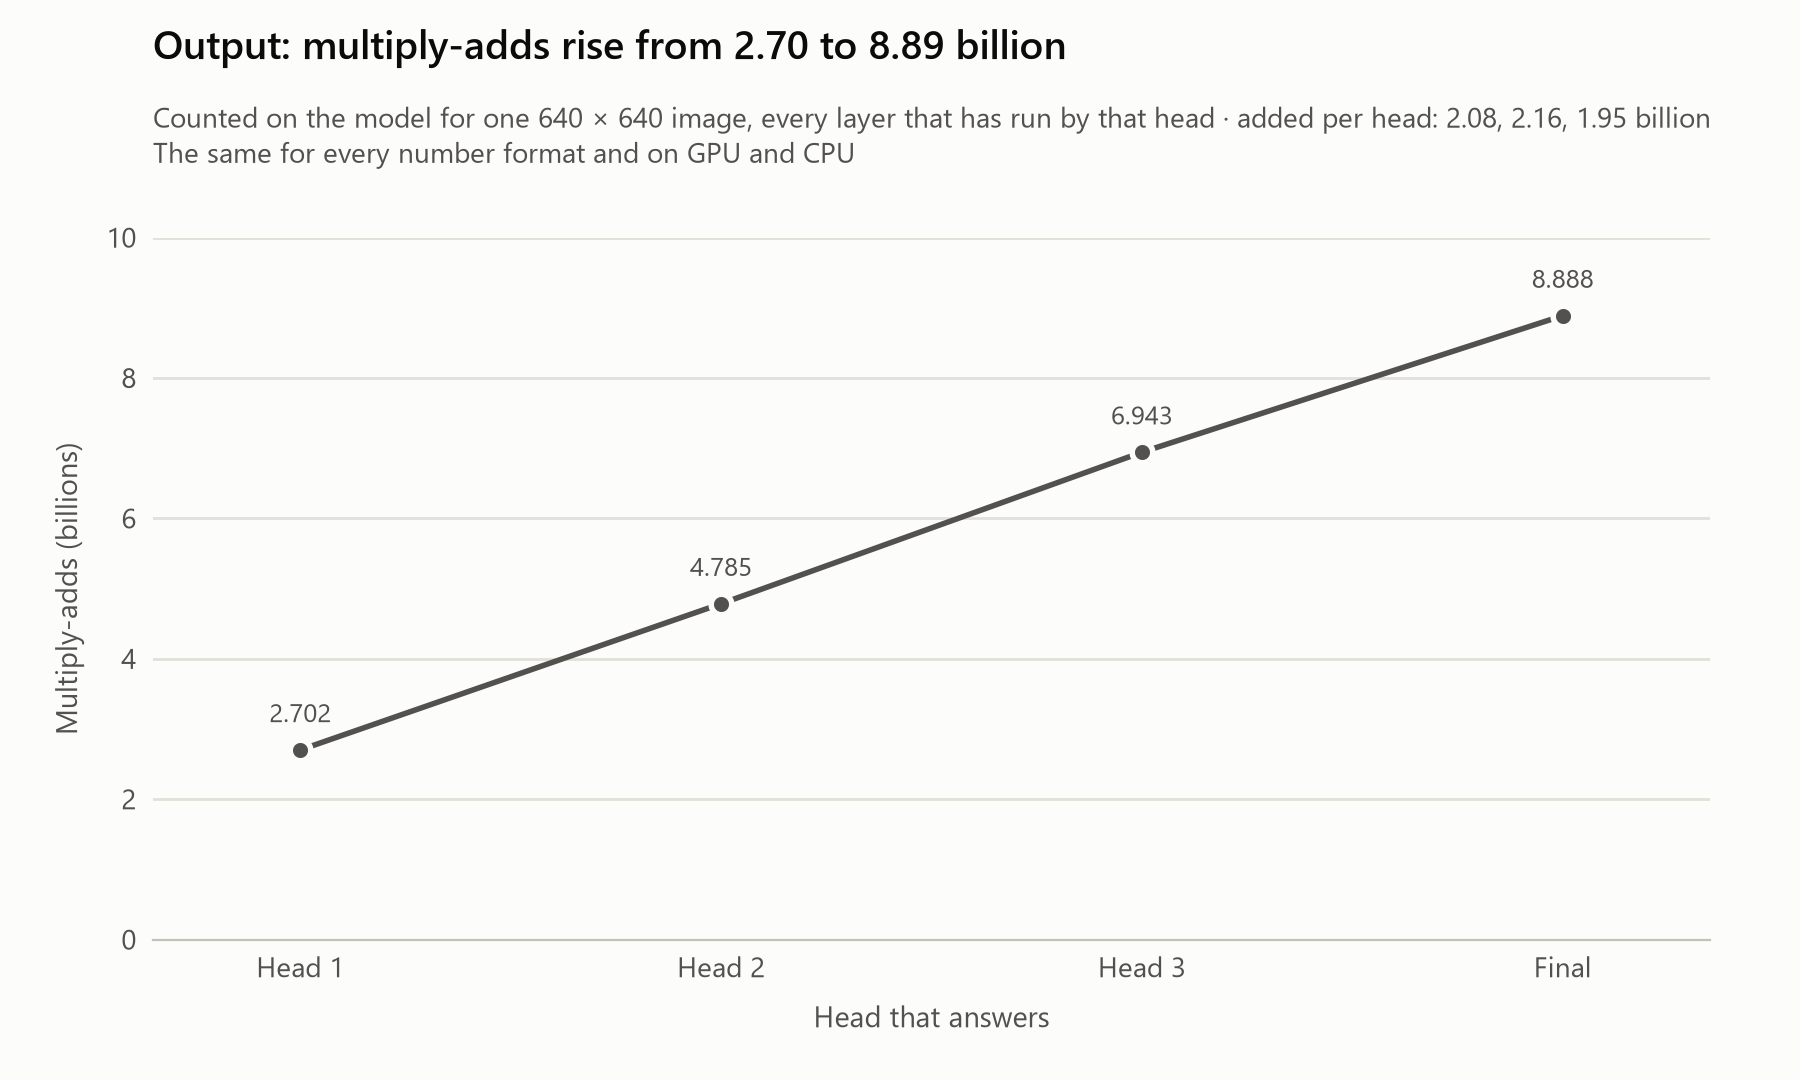 Output: multiply-adds rise from 2.70 to 8.89 billion
Counted on the model for one 640 × 640 image, every layer that has run by that head · added per head: 2.08, 2.16, 1.95 billion
The same for every number format and on GPU and CPU
10
8
6
4
2
0
Multiply-adds (billions)
2.702
4.785
6.943
8.888
Head 1
Head 2
Head 3
Final
Head that answers